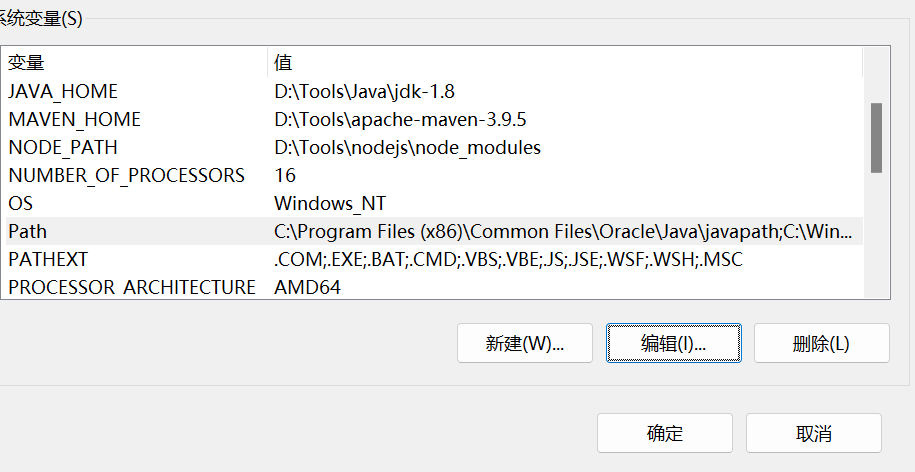 系统变量(S)
变量 值
JAVA_HOME D:\Tools\Java\jdk-1.8
MAVEN_HOME D:\Tools\apache-maven-3.9.5
NODE_PATH D:\Tools\nodejs\node_modules
NUMBER_OF_PROCESSORS 16
OS Windows_NT
Path C:\Program Files (x86)\Common Files\Oracle\Java\javapath;C:\Win...
PATHEXT .COM;.EXE;.BAT;.CMD;.VBS;.VBE;.JS;.JSE;.WSF;.WSH;.MSC
PROCESSOR_ARCHITECTURE AMD64
新建(W)... 编辑(I)... 删除(L)
确定 取消